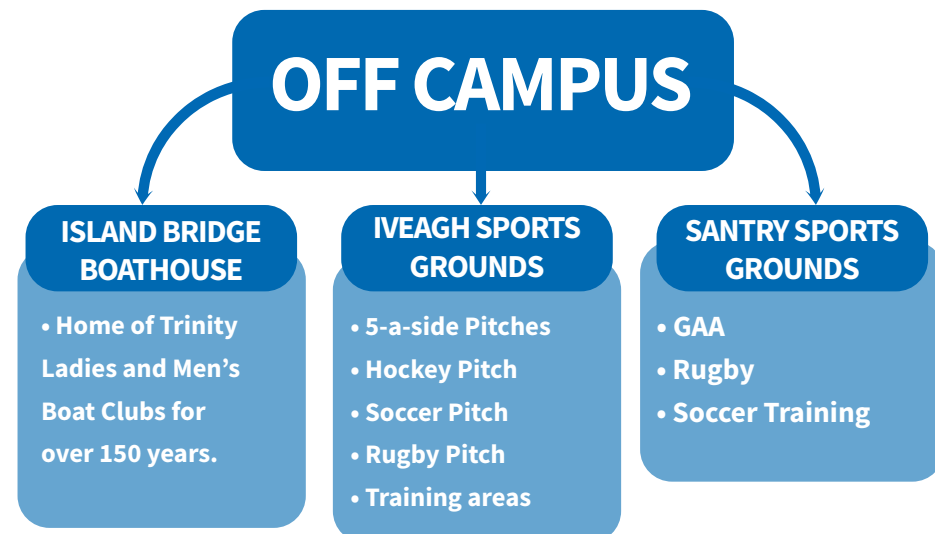 OFF CAMPUS
ISLAND BRIDGE
BOATHOUSE
• Home of Trinity
Ladies and Men’s
Boat Clubs for
over 150 years.
IVEAGH SPORTS
GROUNDS
• 5-a-side Pitches
• Hockey Pitch
• Soccer Pitch
• Rugby Pitch
• Training areas
SANTRY SPORTS
GROUNDS
• GAA
• Rugby
• Soccer Training